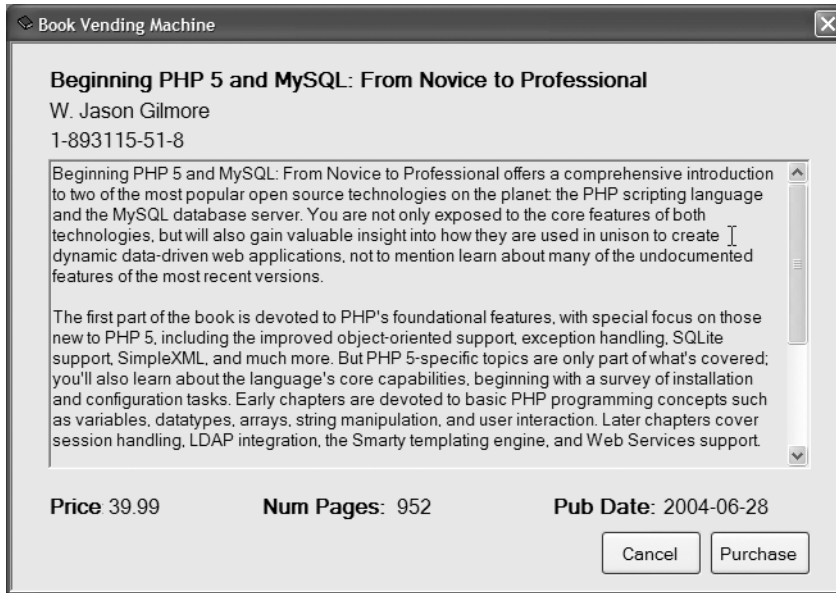 Book Vending Machine
Beginning PHP 5 and MySQL: From Novice to Professional
W. Jason Gilmore
1-893115-51-8
Beginning PHP 5 and MySQL: From Novice to Professional offers a comprehensive introduction
to two of the most popular open source technologies on the planet: the PHP scripting language
and the MySQL database server. You are not only exposed to the core features of both
technologies, but will also gain valuable insight into how they are used in unison to create
dynamic data-driven web applications, not to mention learn about many of the undocumented
features of the most recent versions.
The first part of the book is devoted to PHP's foundational features, with special focus on those
new to PHP 5, including the improved object-oriented support, exception handling, SQLite
support, SimpleXML, and much more. But PHP 5-specific topics are only part of what's covered;
you'll also learn about the language's core capabilities, beginning with a survey of installation
and configuration tasks. Early chapters are devoted to basic PHP programming concepts such
as variables, datatypes, arrays, string manipulation, and user interaction. Later chapters cover
session handling, LDAP integration, the Smarty templating engine, and Web Services support.
Price: 39.99 Num Pages: 952 Pub Date: 2004-06-28
Cancel Purchase